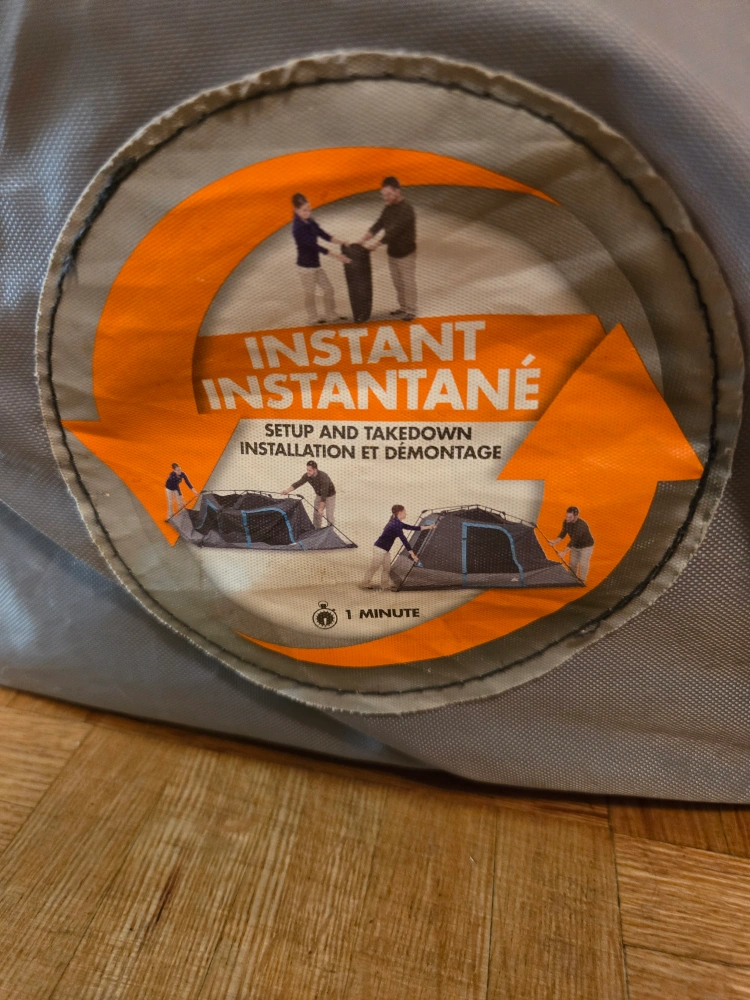 INSTANT
INSTANTANÉ
SETUP AND TAKEDOWN
INSTALLATION ET DÉMONTAGE
1 MINUTE